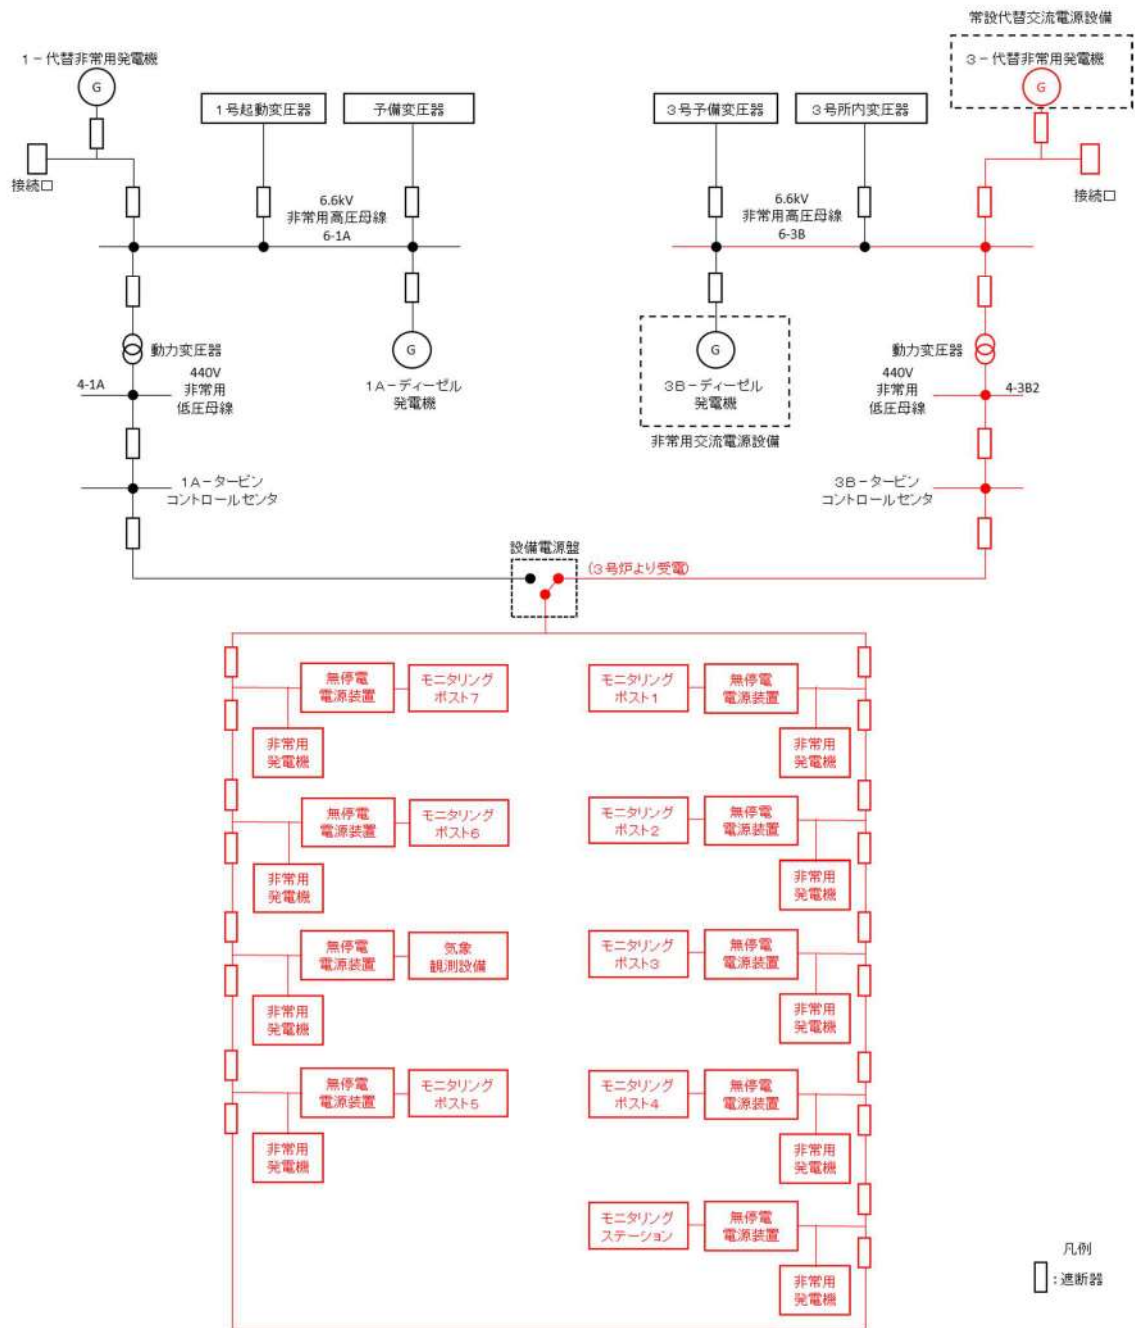 常設代替交流電源設備
1-代替非常用発電機
3-代替非常用発電機
G
G
1号起動変圧器
予備変圧器
3号予備変圧器
3号所内変圧器
接続口
接続口
6.6kV
非常用高圧母線
6-1A
6.6kV
非常用高圧母線
6-3B
動力変圧器
G
G
動力変圧器
4-1A
440V
非常用
低圧母線
1A-ディーゼル
発電機
3B-ディーゼル
発電機
440V
非常用
低圧母線
4-3B2
非常用交流電源設備
1A-タービン
コントロールセンタ
3B-タービン
コントロールセンタ
設備電源盤
(3号炉より受電)
無停電
電源装置
モニタリング
ポスト7
モニタリング
ポスト1
無停電
電源装置
非常用
発電機
非常用
発電機
無停電
電源装置
モニタリング
ポスト6
モニタリング
ポスト2
無停電
電源装置
非常用
発電機
非常用
発電機
無停電
電源装置
気象
観測設備
モニタリング
ポスト3
無停電
電源装置
非常用
発電機
非常用
発電機
無停電
電源装置
モニタリング
ポスト5
モニタリング
ポスト4
無停電
電源装置
非常用
発電機
非常用
発電機
モニタリング
ステーション
無停電
電源装置
非常用
発電機
凡例
:遮断器